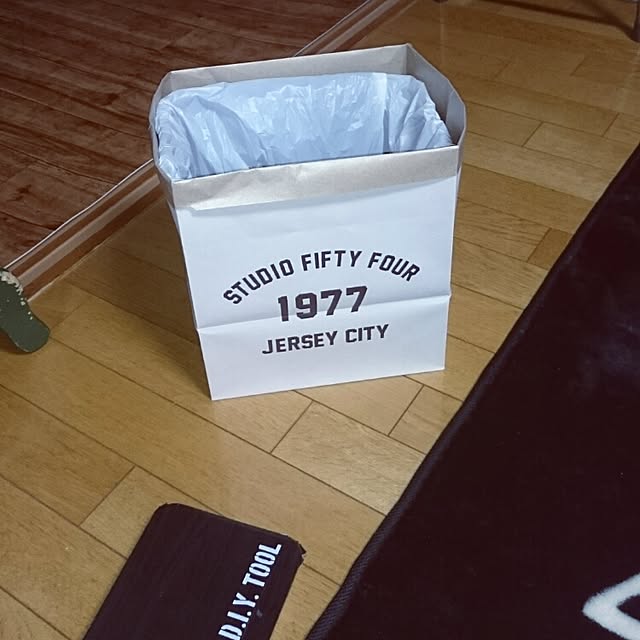 STUDIO FIFTY FOUR
1977
JERSEY CITY
D.I.Y. TOOL